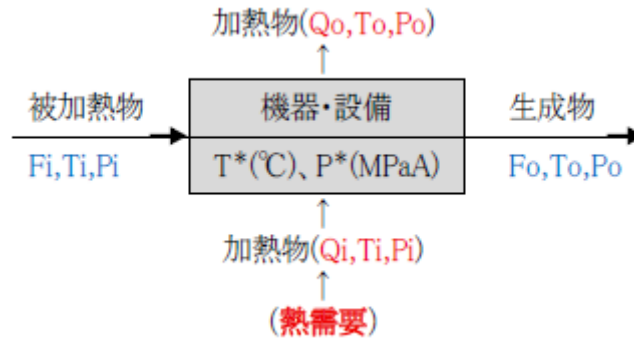 加熱物(Qo,To,Po)
↑
被加熱物 機器・設備 生成物
Fi,Ti,Pi T*(℃)、P*(MPaA) Fo,To,Po
↑
加熱物(Qi,Ti,Pi)
↑
(熱需要)